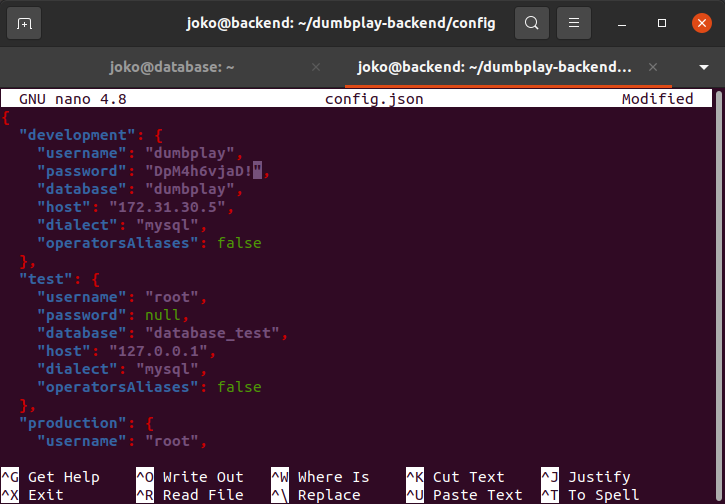 joko@backend: ~/dumbplay-backend/config
joko@database: ~
joko@backend: ~/dumbplay-backend...
GNU nano 4.8 config.json Modified
{
"development": {
"username": "dumbplay",
"password": "DpM4h6vjaD!",
"database": "dumbplay",
"host": "172.31.30.5",
"dialect": "mysql",
"operatorsAliases": false
},
"test": {
"username": "root",
"password": null,
"database": "database_test",
"host": "127.0.0.1",
"dialect": "mysql",
"operatorsAliases": false
},
"production": {
"username": "root",
^G Get Help ^O Write Out ^W Where Is ^K Cut Text ^J Justify
^X Exit ^R Read File ^\ Replace ^U Paste Text ^T To Spell